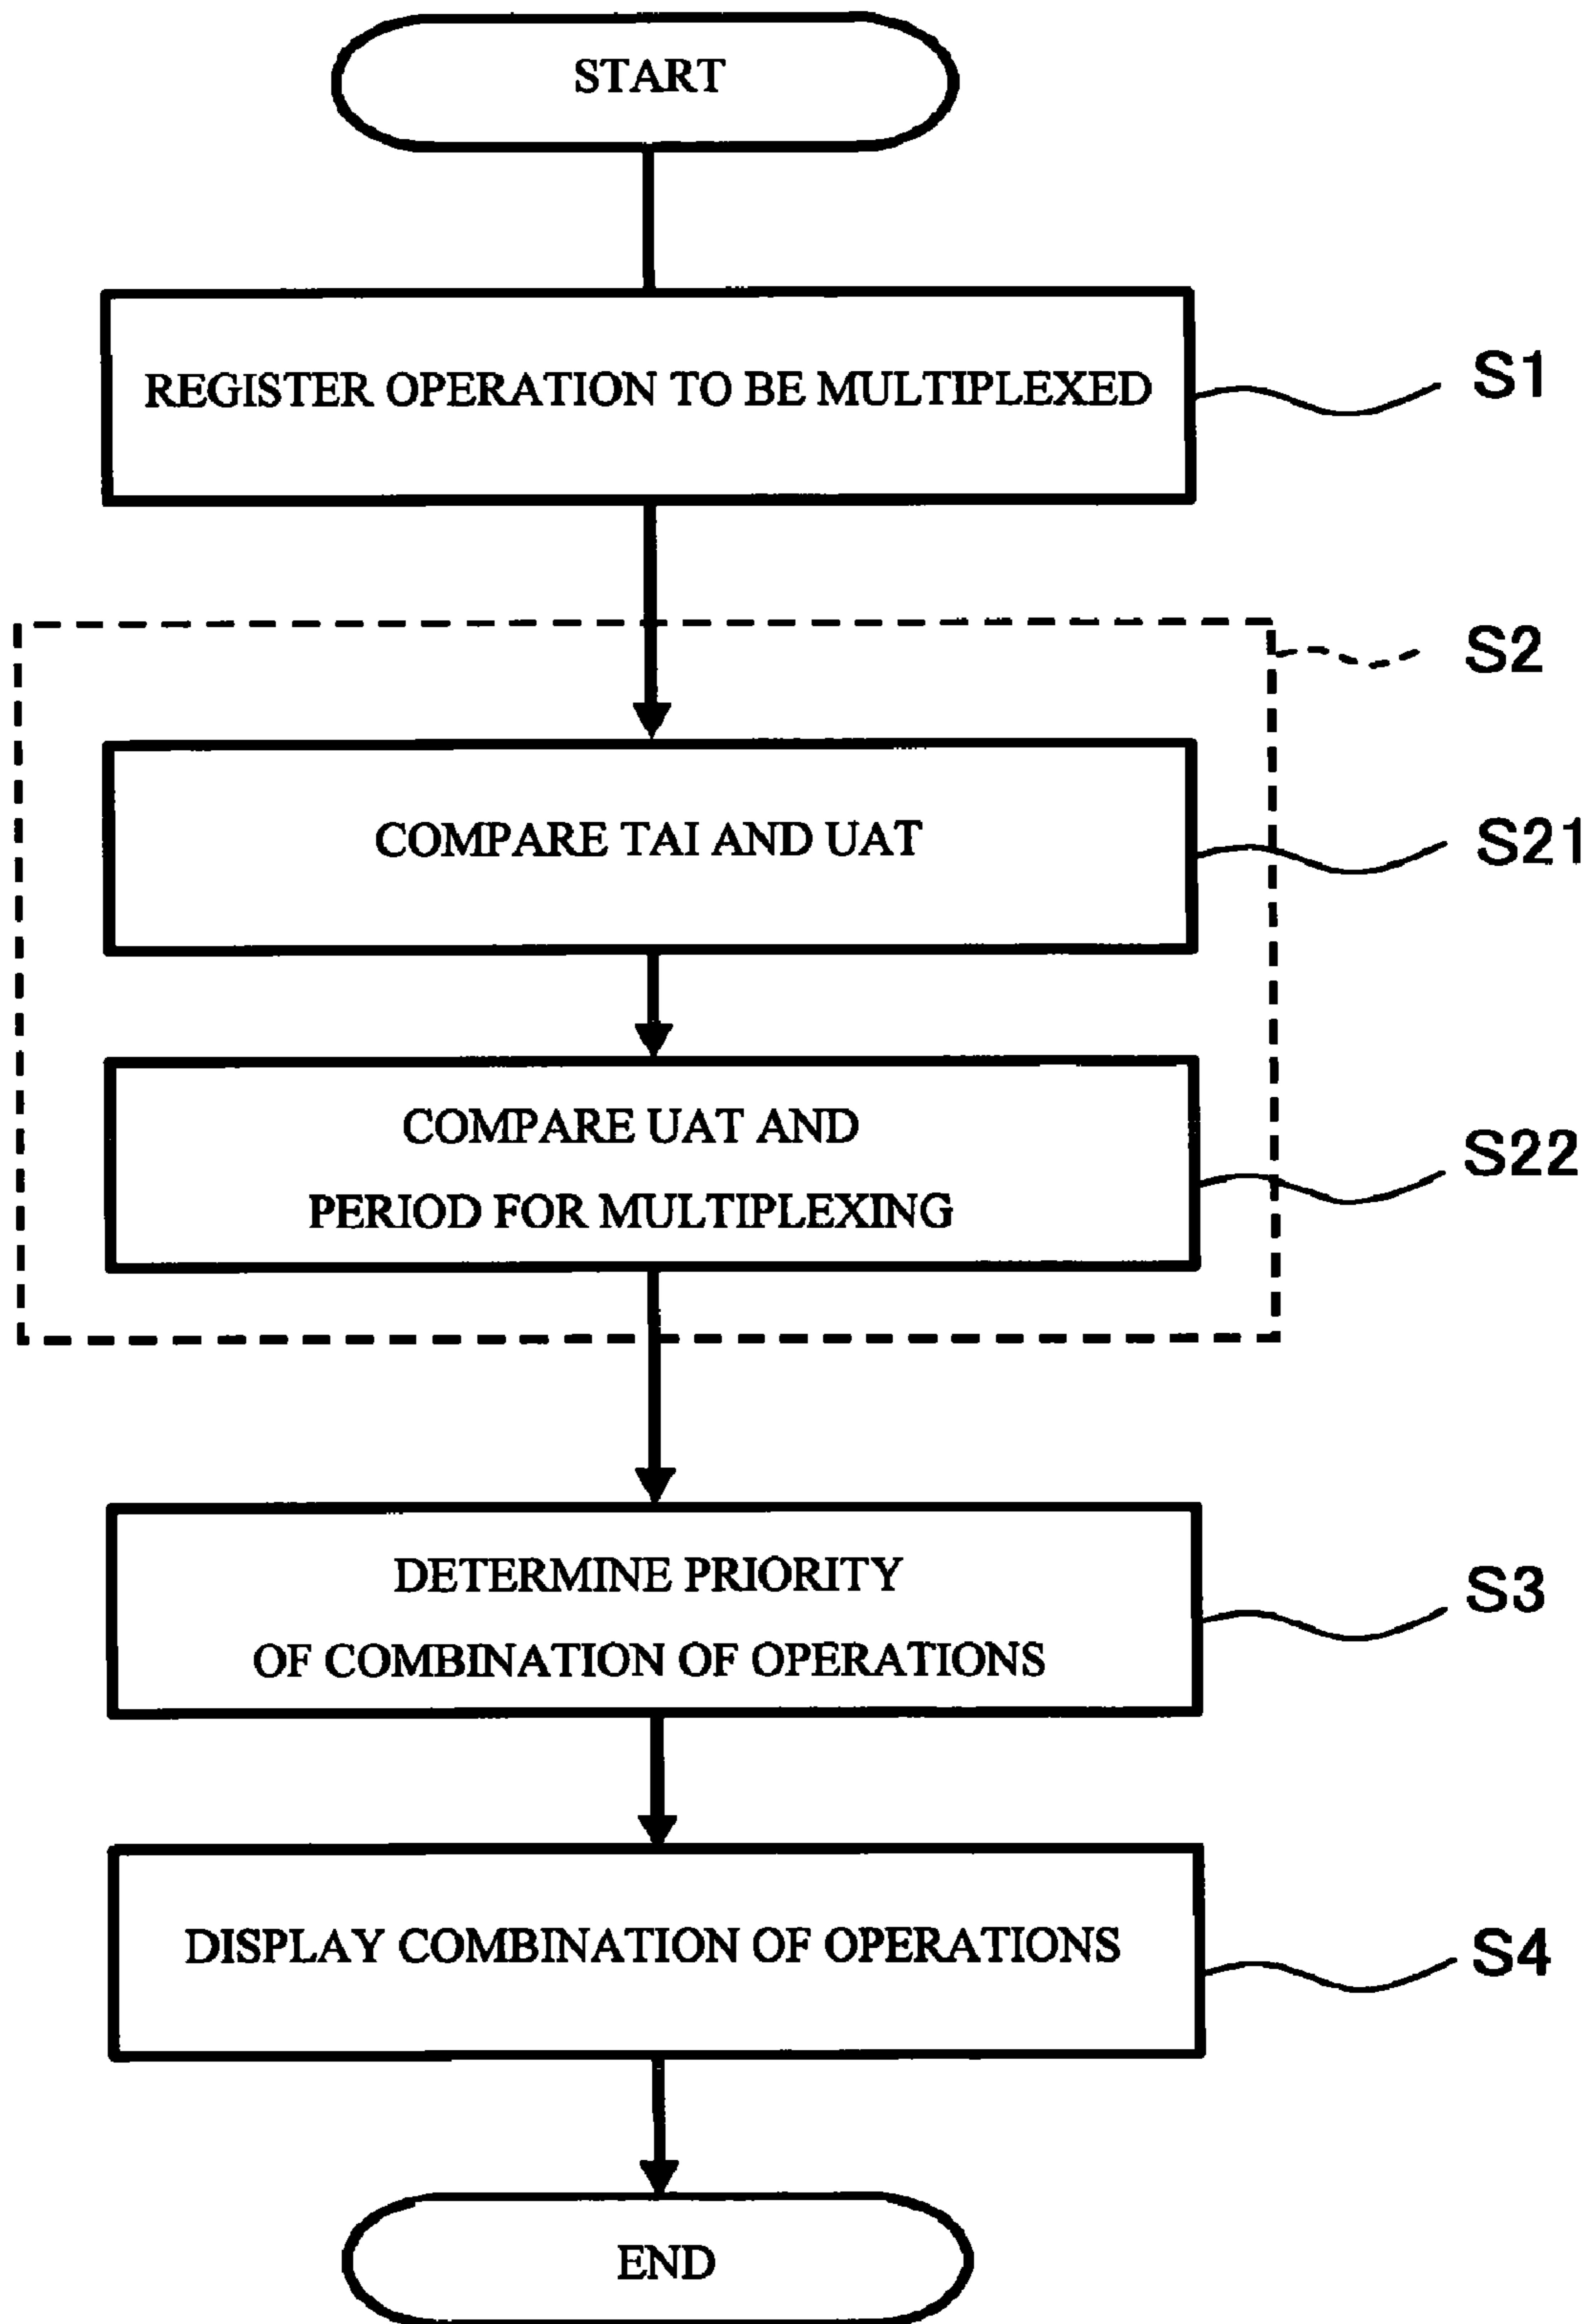 START
REGISTER OPERATION TO BE MULTIPLEXED
S1
S2
COMPARE TAI AND UAT
S21
COMPARE UAT AND
PERIOD FOR MULTIPLEXING
S22
DETERMINE PRIORITY
OF COMBINATION OF OPERATIONS
S3
DISPLAY COMBINATION OF OPERATIONS
S4
END